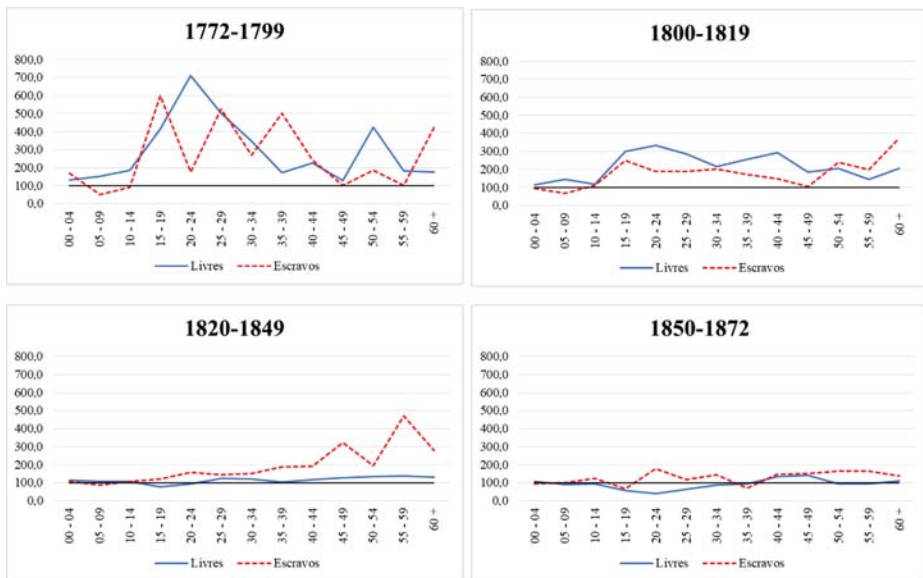 1772-1799
800,0
700,0
600,0
500,0
400,0
300,0
200,0
100,0
0,0
00 - 04
05 - 09
10 - 14
15 - 19
20 - 24
25 - 29
30 - 34
35 - 39
40 - 44
45 - 49
50 - 54
55 - 59
60 +
Livres Escravos
1800-1819
800,0
700,0
600,0
500,0
400,0
300,0
200,0
100,0
0,0
00 - 04
05 - 09
10 - 14
15 - 19
20 - 24
25 - 29
30 - 34
35 - 39
40 - 44
45 - 49
50 - 54
55 - 59
60 +
Livres Escravos
1820-1849
800,0
700,0
600,0
500,0
400,0
300,0
200,0
100,0
0,0
00 - 04
05 - 09
10 - 14
15 - 19
20 - 24
25 - 29
30 - 34
35 - 39
40 - 44
45 - 49
50 - 54
55 - 59
60 +
Livres Escravos
1850-1872
800,0
700,0
600,0
500,0
400,0
300,0
200,0
100,0
0,0
00 - 04
05 - 09
10 - 14
15 - 19
20 - 24
25 - 29
30 - 34
35 - 39
40 - 44
45 - 49
50 - 54
55 - 59
60 +
Livres Escravos